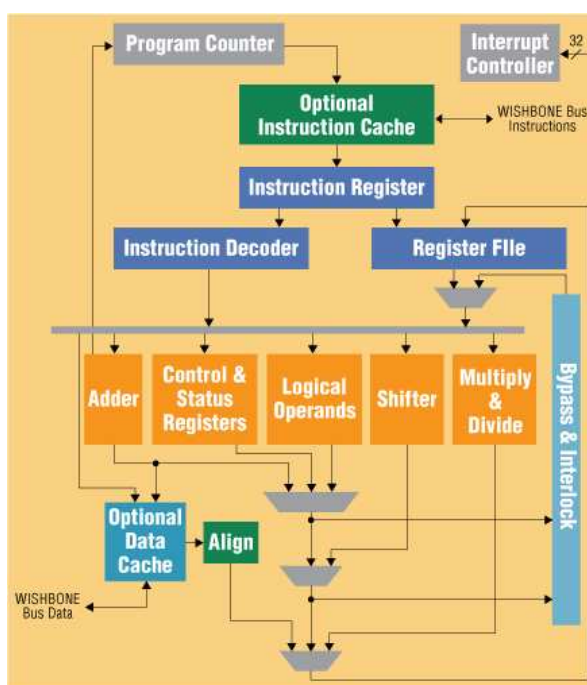 Program Counter
Interrupt
Controller
32
Optional
Instruction Cache
WISHBONE Bus
Instructions
Instruction Register
Instruction Decoder
Register FIle
Bypass & Interlock
Adder
Control &
Status
Registers
Logical
Operands
Shifter
Multiply
&
Divide
Optional
Data
Cache
Align
WISHBONE
Bus Data